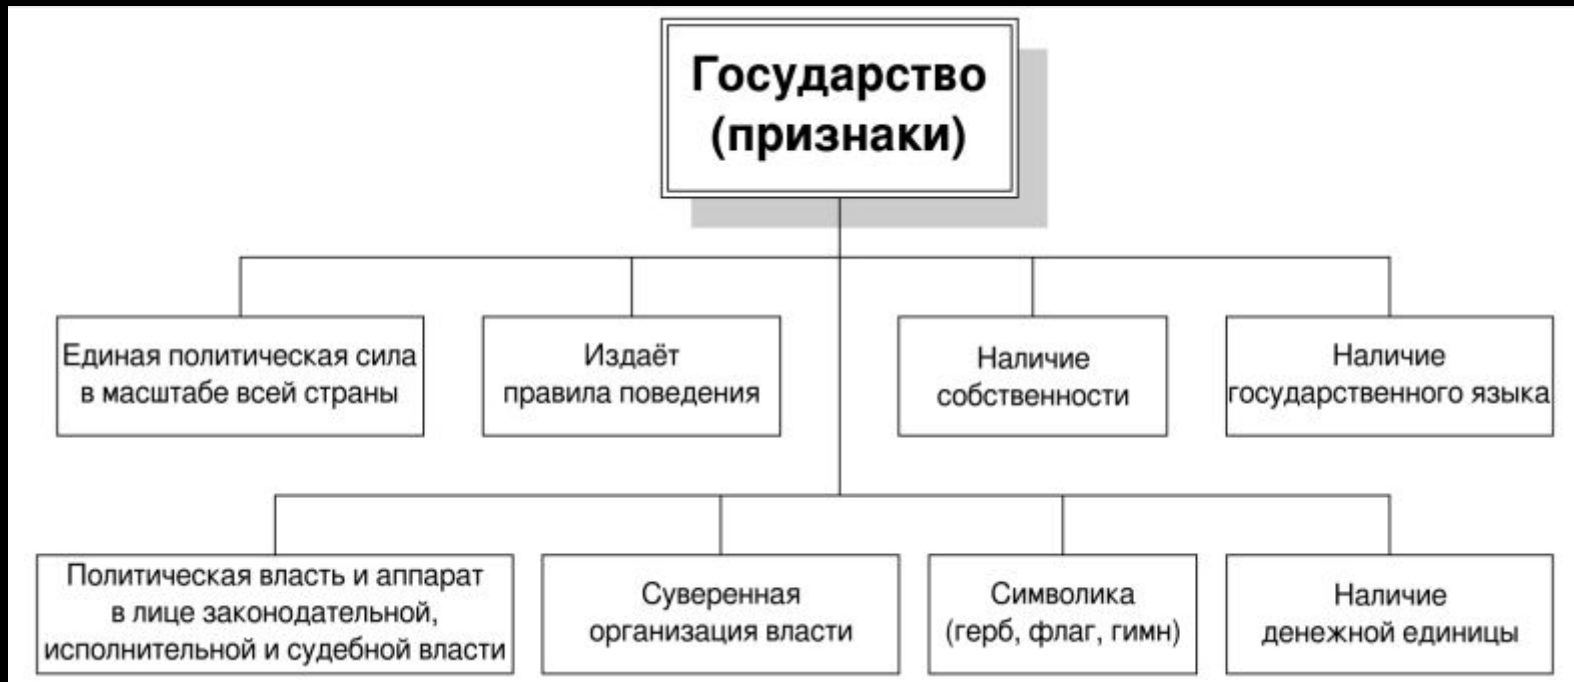 Государство
(признаки)
Единая политическая сила
в масштабе всей страны
Издаёт
правила поведения
Наличие
собственности
Наличие
государственного языка
Политическая власть и аппарат
в лице законодательной,
исполнительной и судебной власти
Суверенная
организация власти
Символика
(герб, флаг, гимн)
Наличие
денежной единицы